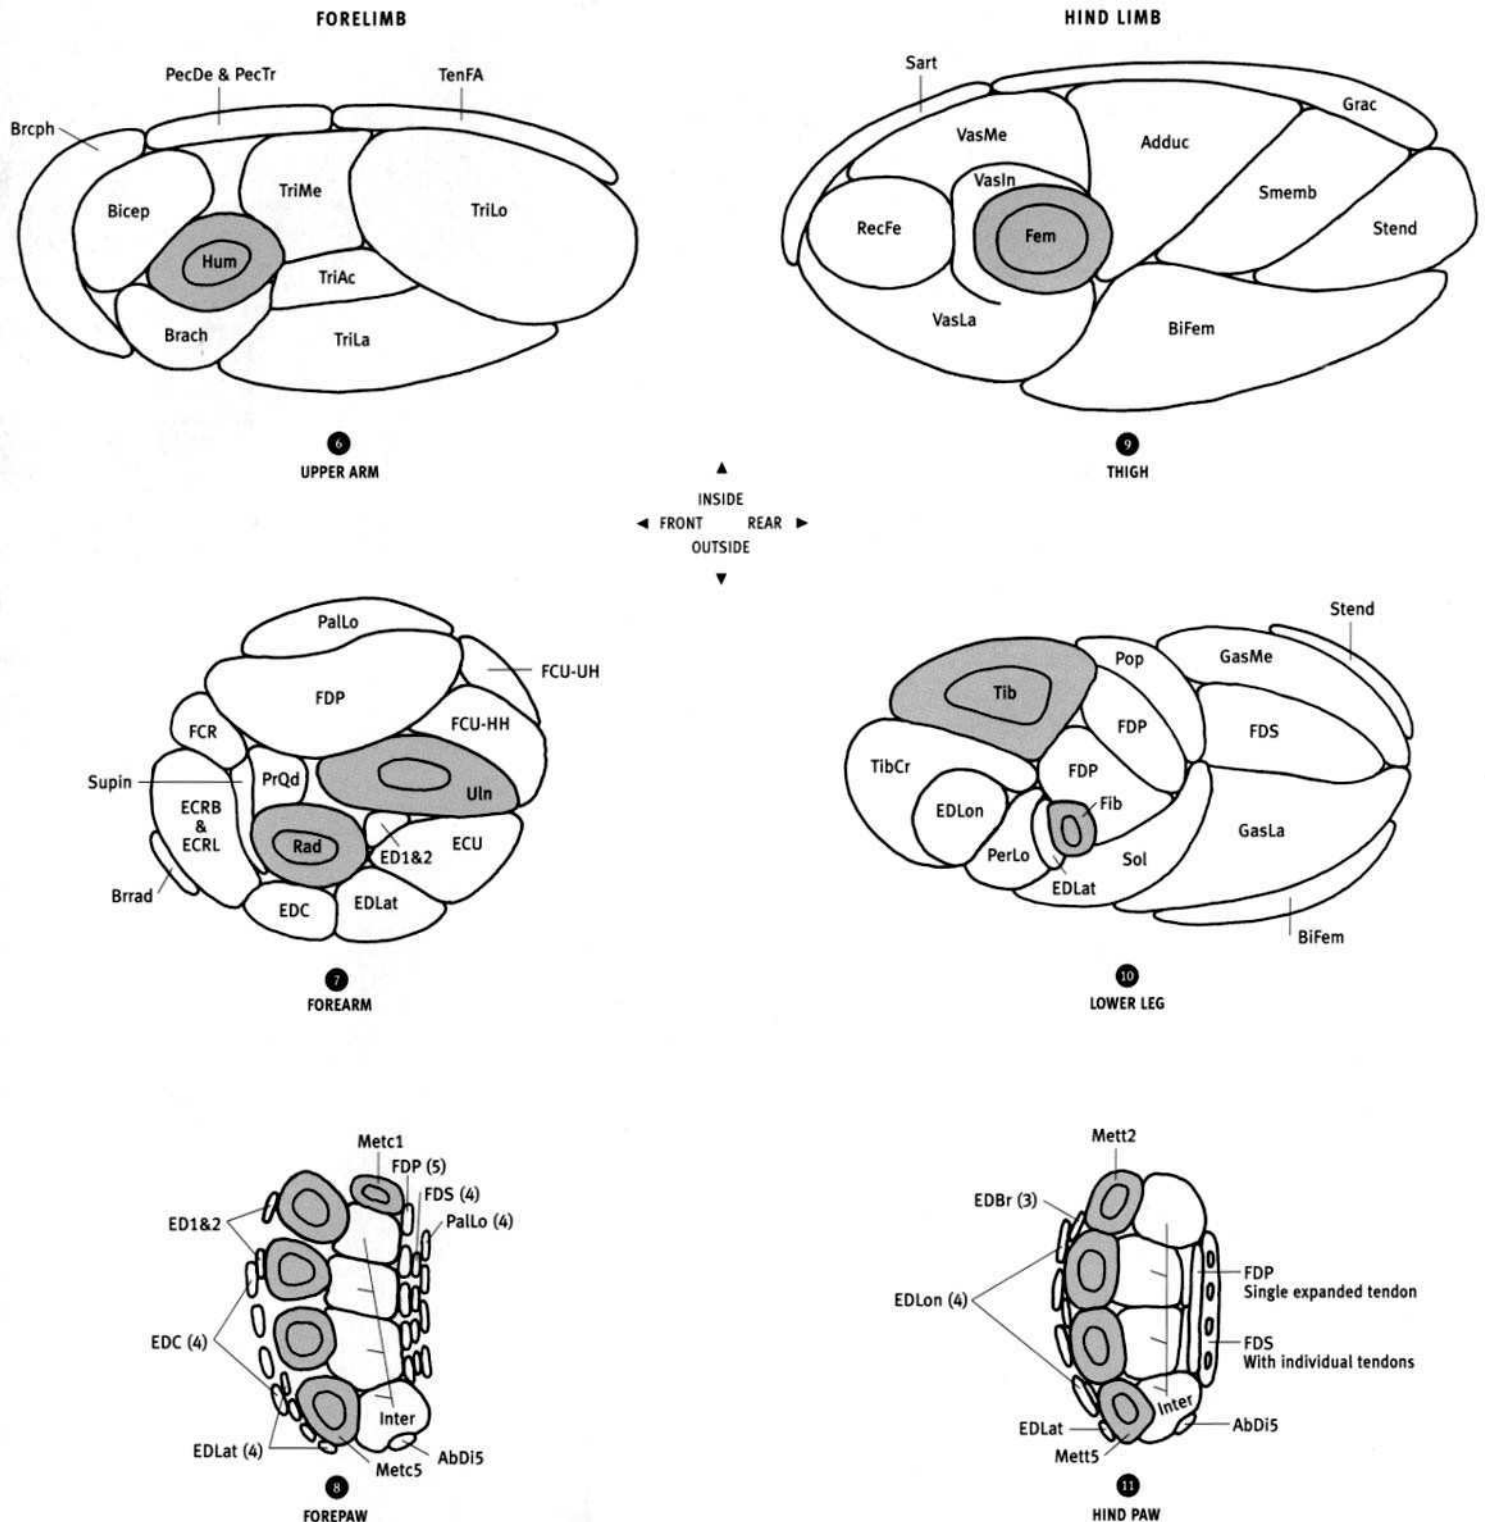 FORELIMB
HIND LIMB
PecDe & PecTr
TenFA
Brcph
Bicep
TriMe
TriLo
Hum
TriAc
Brach
TriLa
6
UPPER ARM
Sart
Grac
VasMe
Adduc
VasIn
Smemb
RecFe
Fem
Stend
VasLa
BiFem
9
THIGH
INSIDE
FRONT REAR
OUTSIDE
PalLo
FCU-UH
FDP
FCR
FCU-HH
Supin
PrQd
Uln
ECRB
&
ECRL
Rad
ED1&2
ECU
Brrad
EDC
EDLat
7
FOREARM
Stend
Pop
GasMe
Tib
FDP
FDS
TibCr
FDP
EDLon
Fib
GasLa
PerLo
Sol
EDLat
BiFem
10
LOWER LEG
Metc1
FDP (5)
FDS (4)
PalLo (4)
ED1&2
EDC (4)
Inter
EDLat (4)
AbDi5
Metc5
8
FOREPAW
Mett2
EDBr (3)
EDLon (4)
FDP
Single expanded tendon
FDS
With individual tendons
Inter
EDLat
AbDi5
Mett5
11
HIND PAW